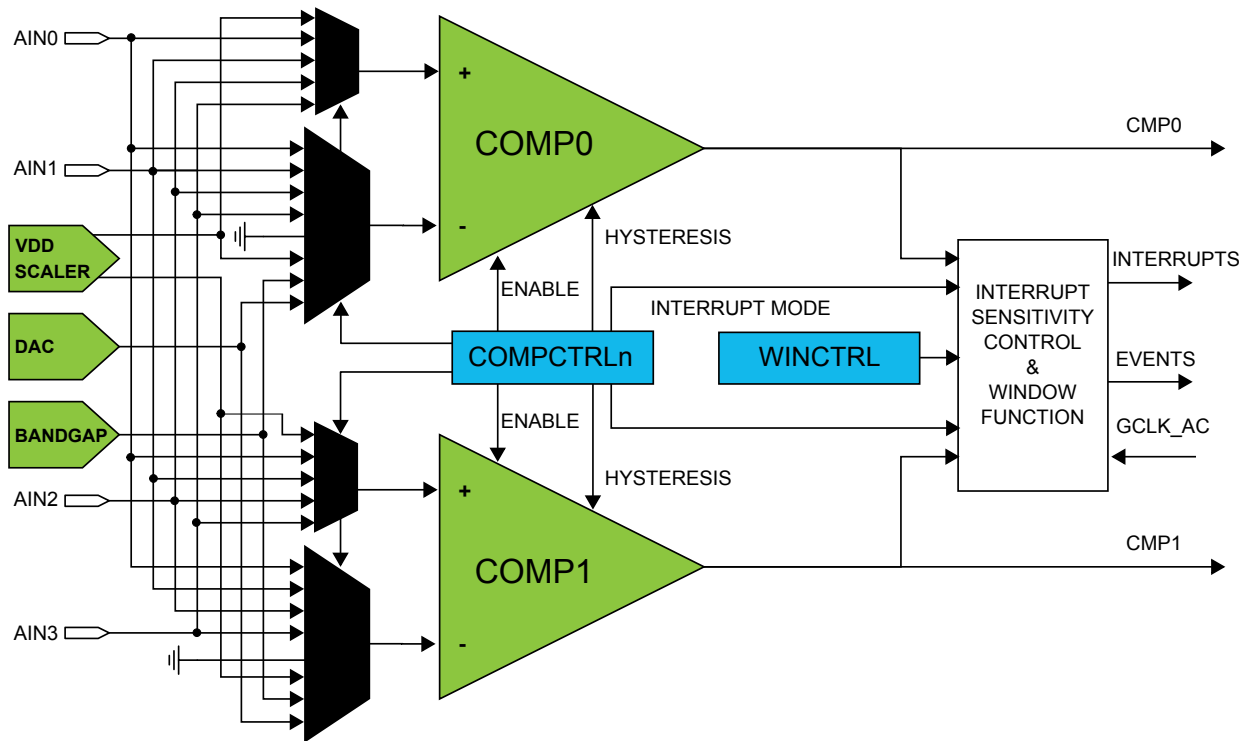 AIN0
+
COMP0
-
CMP0
AIN1
VDD
SCALER
HYSTERESIS
ENABLE
INTERRUPT MODE
INTERRUPTS
DAC
COMPCTRLn
WINCTRL
INTERRUPT
SENSITIVITY
CONTROL
&
WINDOW
FUNCTION
EVENTS
BANDGAP
ENABLE
GCLK_AC
HYSTERESIS
AIN2
+
COMP1
-
CMP1
AIN3